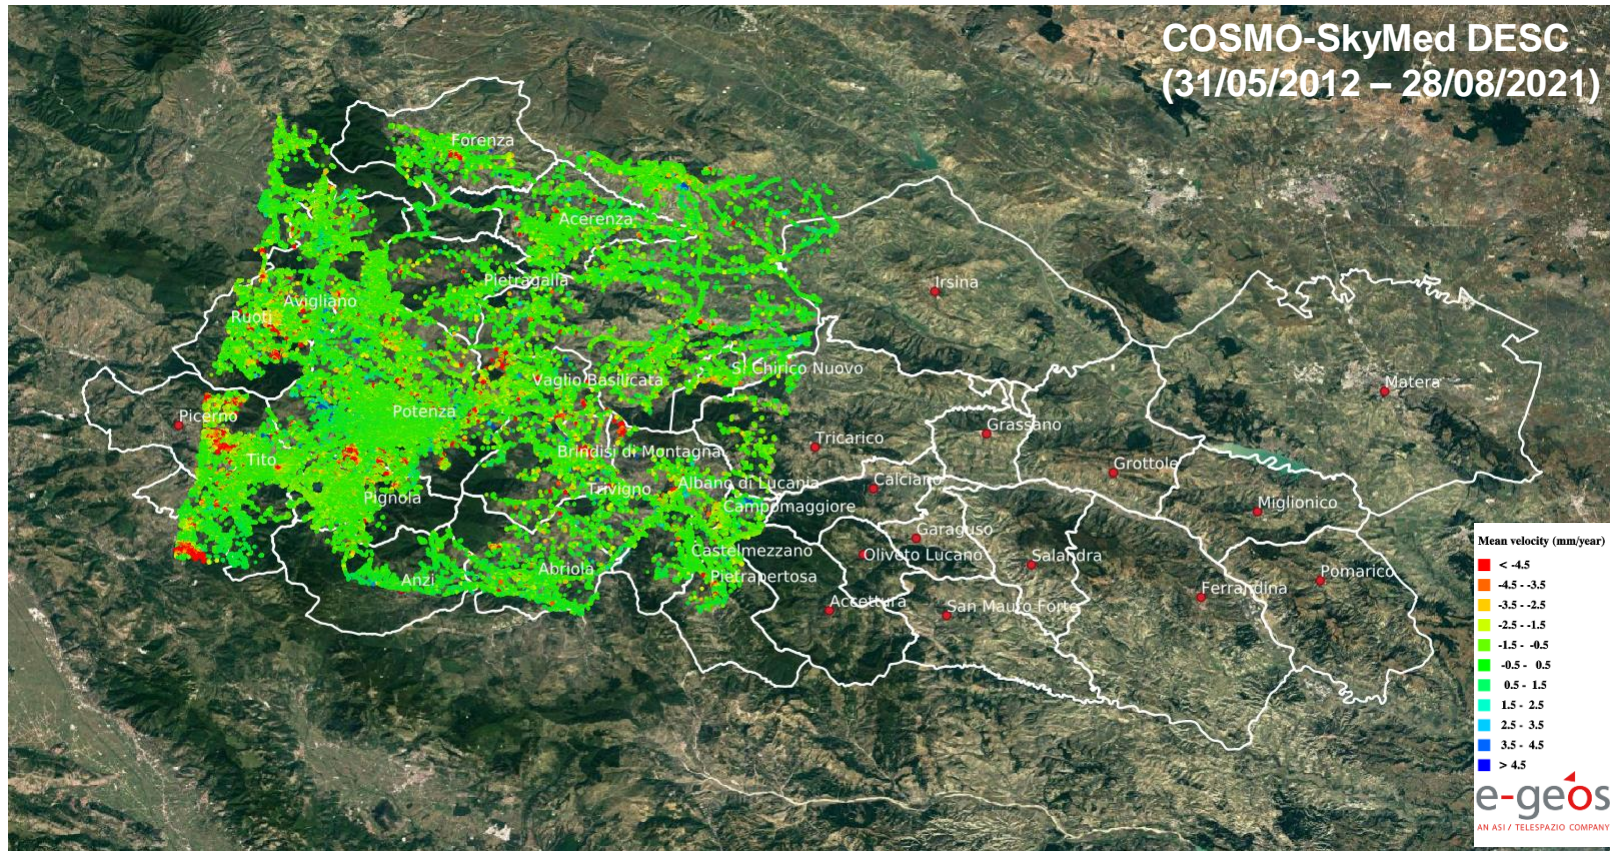 COSMO-SkyMed DESC
(31/05/2012 – 28/08/2021)
Forenza
Acerenza
Pietragalla
Irsina
Avigliano
Ruoti
S. Chirico Nuovo
Vaglio Basilicata
Matera
Potenza
Picerno
Grassano
Tricarico
Brindisi di Montagna
Tito
Grottole
Calciano
Albano di Lucania
Trivigno
Pignola
Campomaggiore
Miglionico
Garaguso
Castelmezzano
Oliveto Lucano
Salandra
Abriola
Pietrapertosa
Anzi
Pomarico
Ferrandina
Accettura
San Mauro Forte
Mean velocity (mm/year)
< -4.5
-4.5 - -3.5
-3.5 - -2.5
-2.5 - -1.5
-1.5 - -0.5
-0.5 - 0.5
0.5 - 1.5
1.5 - 2.5
2.5 - 3.5
3.5 - 4.5
> 4.5
e-geos
AN ASI / TELESPAZIO COMPANY